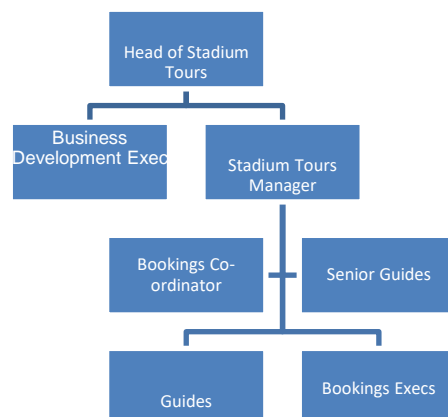 Head of Stadium
Tours
Business
Development Exec
Stadium Tours
Manager
Bookings Co-
ordinator
Senior Guides
Guides
Bookings Execs